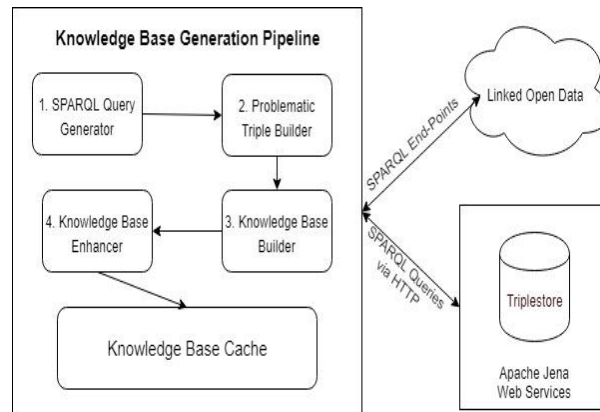 Knowledge Base Generation Pipeline
1. SPARQL Query
Generator
2. Problematic
Triple Builder
4. Knowledge Base
Enhancer
3. Knowledge Base
Builder
Knowledge Base Cache
SPARQL End-Points
Linked Open Data
SPARQL Queries
via HTTP
Triplestore
Apache Jena
Web Services